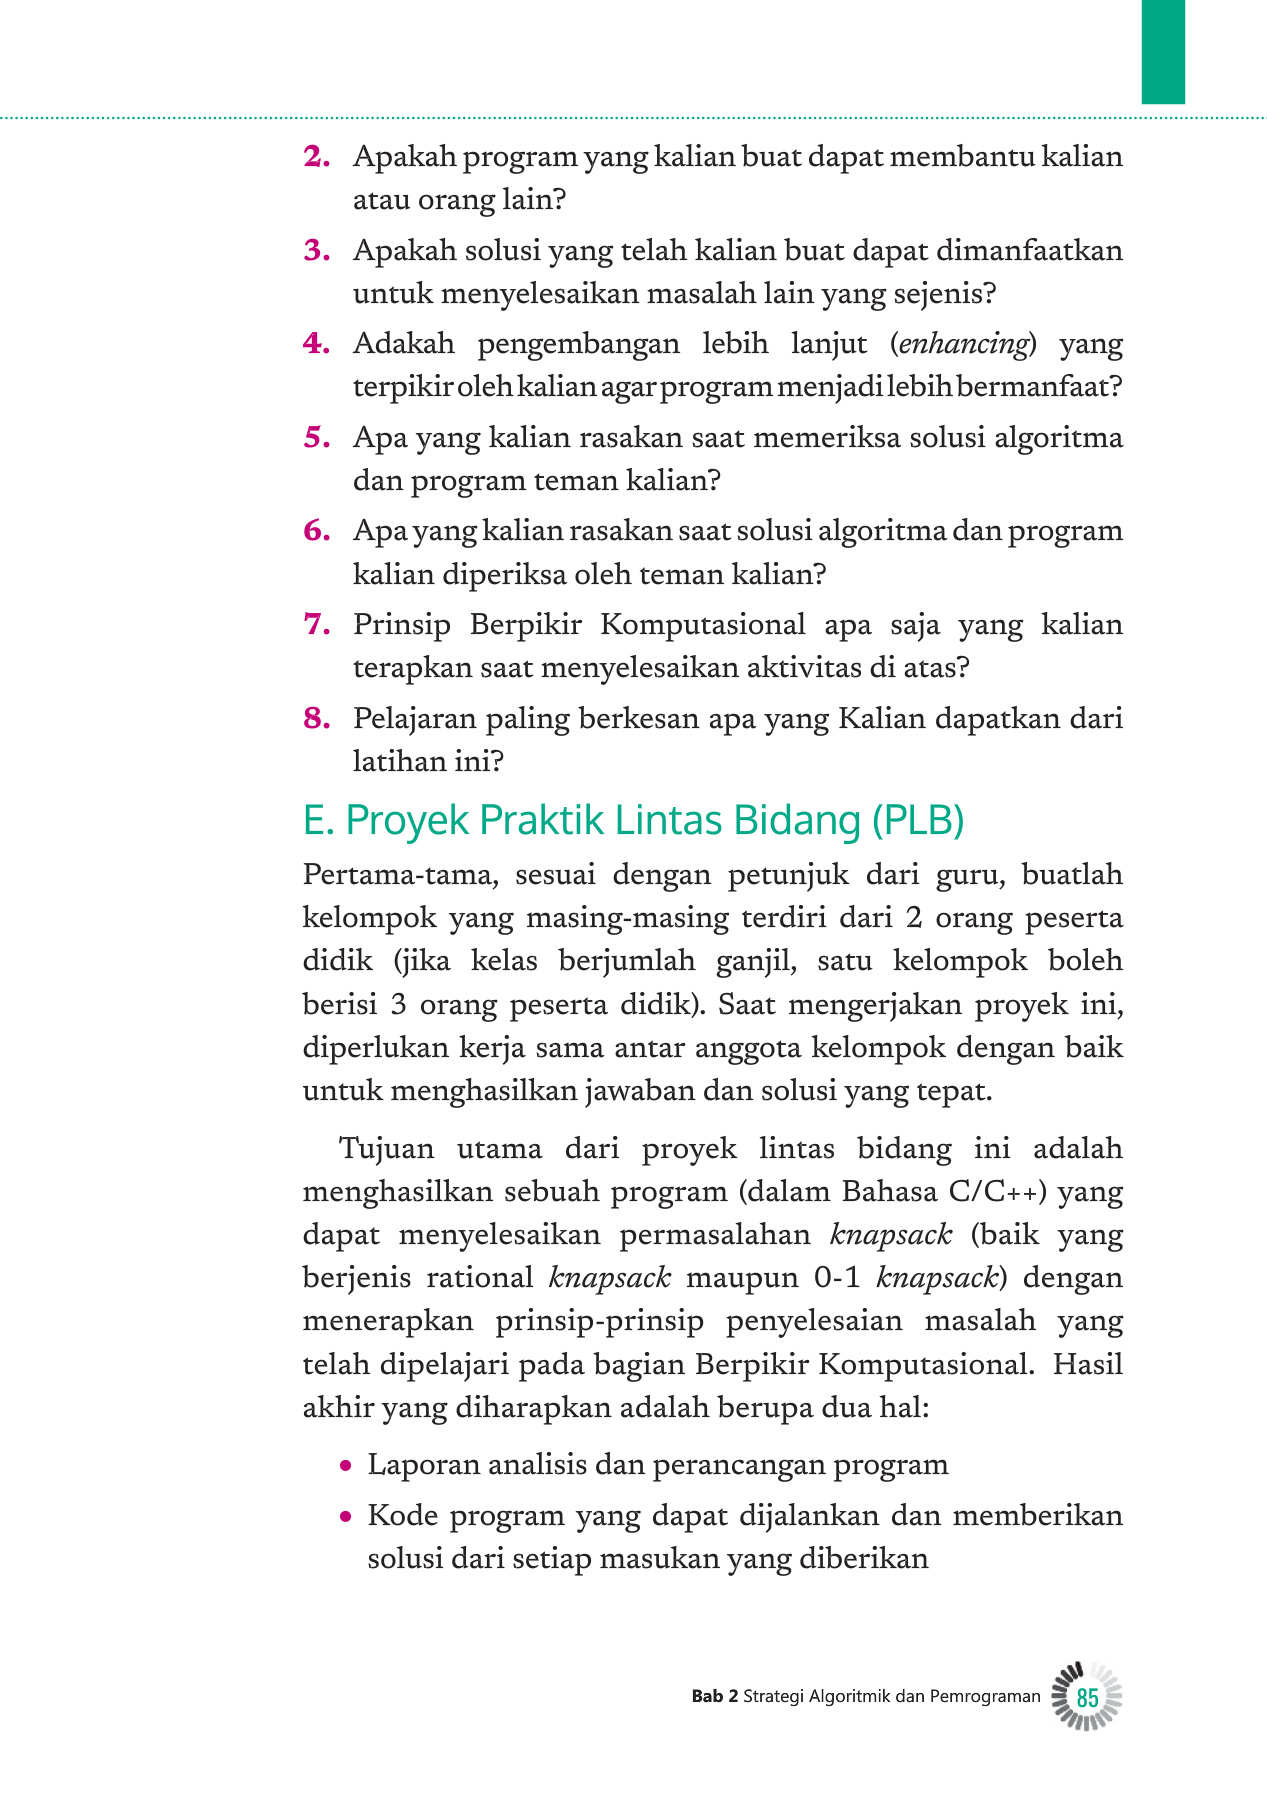 2. Apakah program yang kalian buat dapat membantu kalian
atau orang lain?
3. Apakah solusi yang telah kalian buat dapat dimanfaatkan
untuk menyelesaikan masalah lain yang sejenis?
4. Adakah pengembangan lebih lanjut (enhancing) yang
terpikir oleh kalian agar program menjadi lebih bermanfaat?
5. Apa yang kalian rasakan saat memeriksa solusi algoritma
dan program teman kalian?
6. Apa yang kalian rasakan saat solusi algoritma dan program
kalian diperiksa oleh teman kalian?
7. Prinsip Berpikir Komputasional apa saja yang kalian
terapkan saat menyelesaikan aktivitas di atas?
8. Pelajaran paling berkesan apa yang Kalian dapatkan dari
latihan ini?
E. Proyek Praktik Lintas Bidang (PLB)
Pertama-tama, sesuai dengan petunjuk dari guru, buatlah
kelompok yang masing-masing terdiri dari 2 orang peserta
didik (jika kelas berjumlah ganjil, satu kelompok boleh
berisi 3 orang peserta didik). Saat mengerjakan proyek ini,
diperlukan kerja sama antar anggota kelompok dengan baik
untuk menghasilkan jawaban dan solusi yang tepat.
Tujuan utama dari proyek lintas bidang ini adalah
menghasilkan sebuah program (dalam Bahasa C/C++) yang
dapat menyelesaikan permasalahan knapsack (baik yang
berjenis rational knapsack maupun 0-1 knapsack) dengan
menerapkan prinsip-prinsip penyelesaian masalah yang
telah dipelajari pada bagian Berpikir Komputasional. Hasil
akhir yang diharapkan adalah berupa dua hal:
• Laporan analisis dan perancangan program
• Kode program yang dapat dijalankan dan memberikan
solusi dari setiap masukan yang diberikan
Bab 2 Strategi Algoritmik dan Pemrograman 85